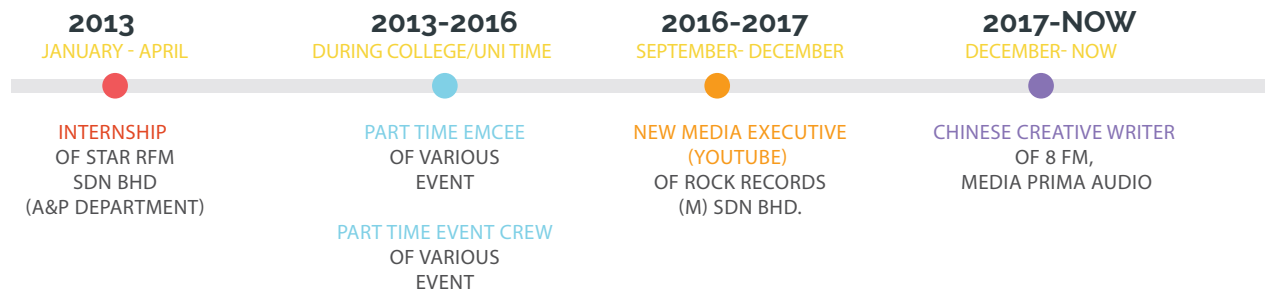 2013
JANUARY - APRIL
INTERNSHIP
OF STAR RFM
SDN BHD
(A&P DEPARTMENT)
2013-2016
DURING COLLEGE/UNI TIME
PART TIME EMCEE
OF VARIOUS
EVENT
PART TIME EVENT CREW
OF VARIOUS
EVENT
2016-2017
SEPTEMBER- DECEMBER
NEW MEDIA EXECUTIVE
(YOUTUBE)
OF ROCK RECORDS
(M) SDN BHD.
2017-NOW
DECEMBER- NOW
CHINESE CREATIVE WRITER
OF 8 FM,
MEDIA PRIMA AUDIO